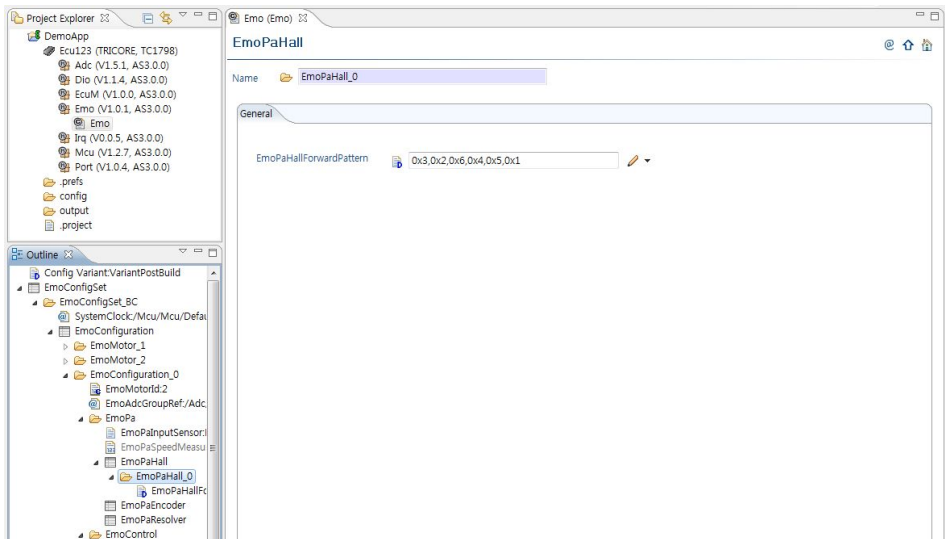 Project Explorer
DemoApp
Ecu123 (TRICORE, TC1798)
Adc (V1.5.1, AS3.0.0)
Dio (V1.1.4, AS3.0.0)
EcuM (V1.0.0, AS3.0.0)
Emo (V1.0.1, AS3.0.0)
Emo
Irq (V0.0.5, AS3.0.0)
Mcu (V1.2.7, AS3.0.0)
Port (V1.0.4, AS3.0.0)
.prefs
config
output
.project
Outline
Config Variant:VariantPostBuild
EmoConfigSet
EmoConfigSet_BC
SystemClock:/Mcu/Mcu/Defau
EmoConfiguration
EmoMotor_1
EmoMotor_2
EmoConfiguration_0
EmoMotorId:2
EmoAdcGroupRef:/Adc,
EmoPa
EmoPaInputSensor:
EmoPaSpeedMeasu
EmoPaHall
EmoPaHall_0
EmoPaHallFo
EmoPaEncoder
EmoPaResolver
EmoControl
Emo (Emo)
EmoPaHall
Name EmoPaHall_0
General
EmoPaHallForwardPattern 0x3,0x2,0x6,0x4,0x5,0x1